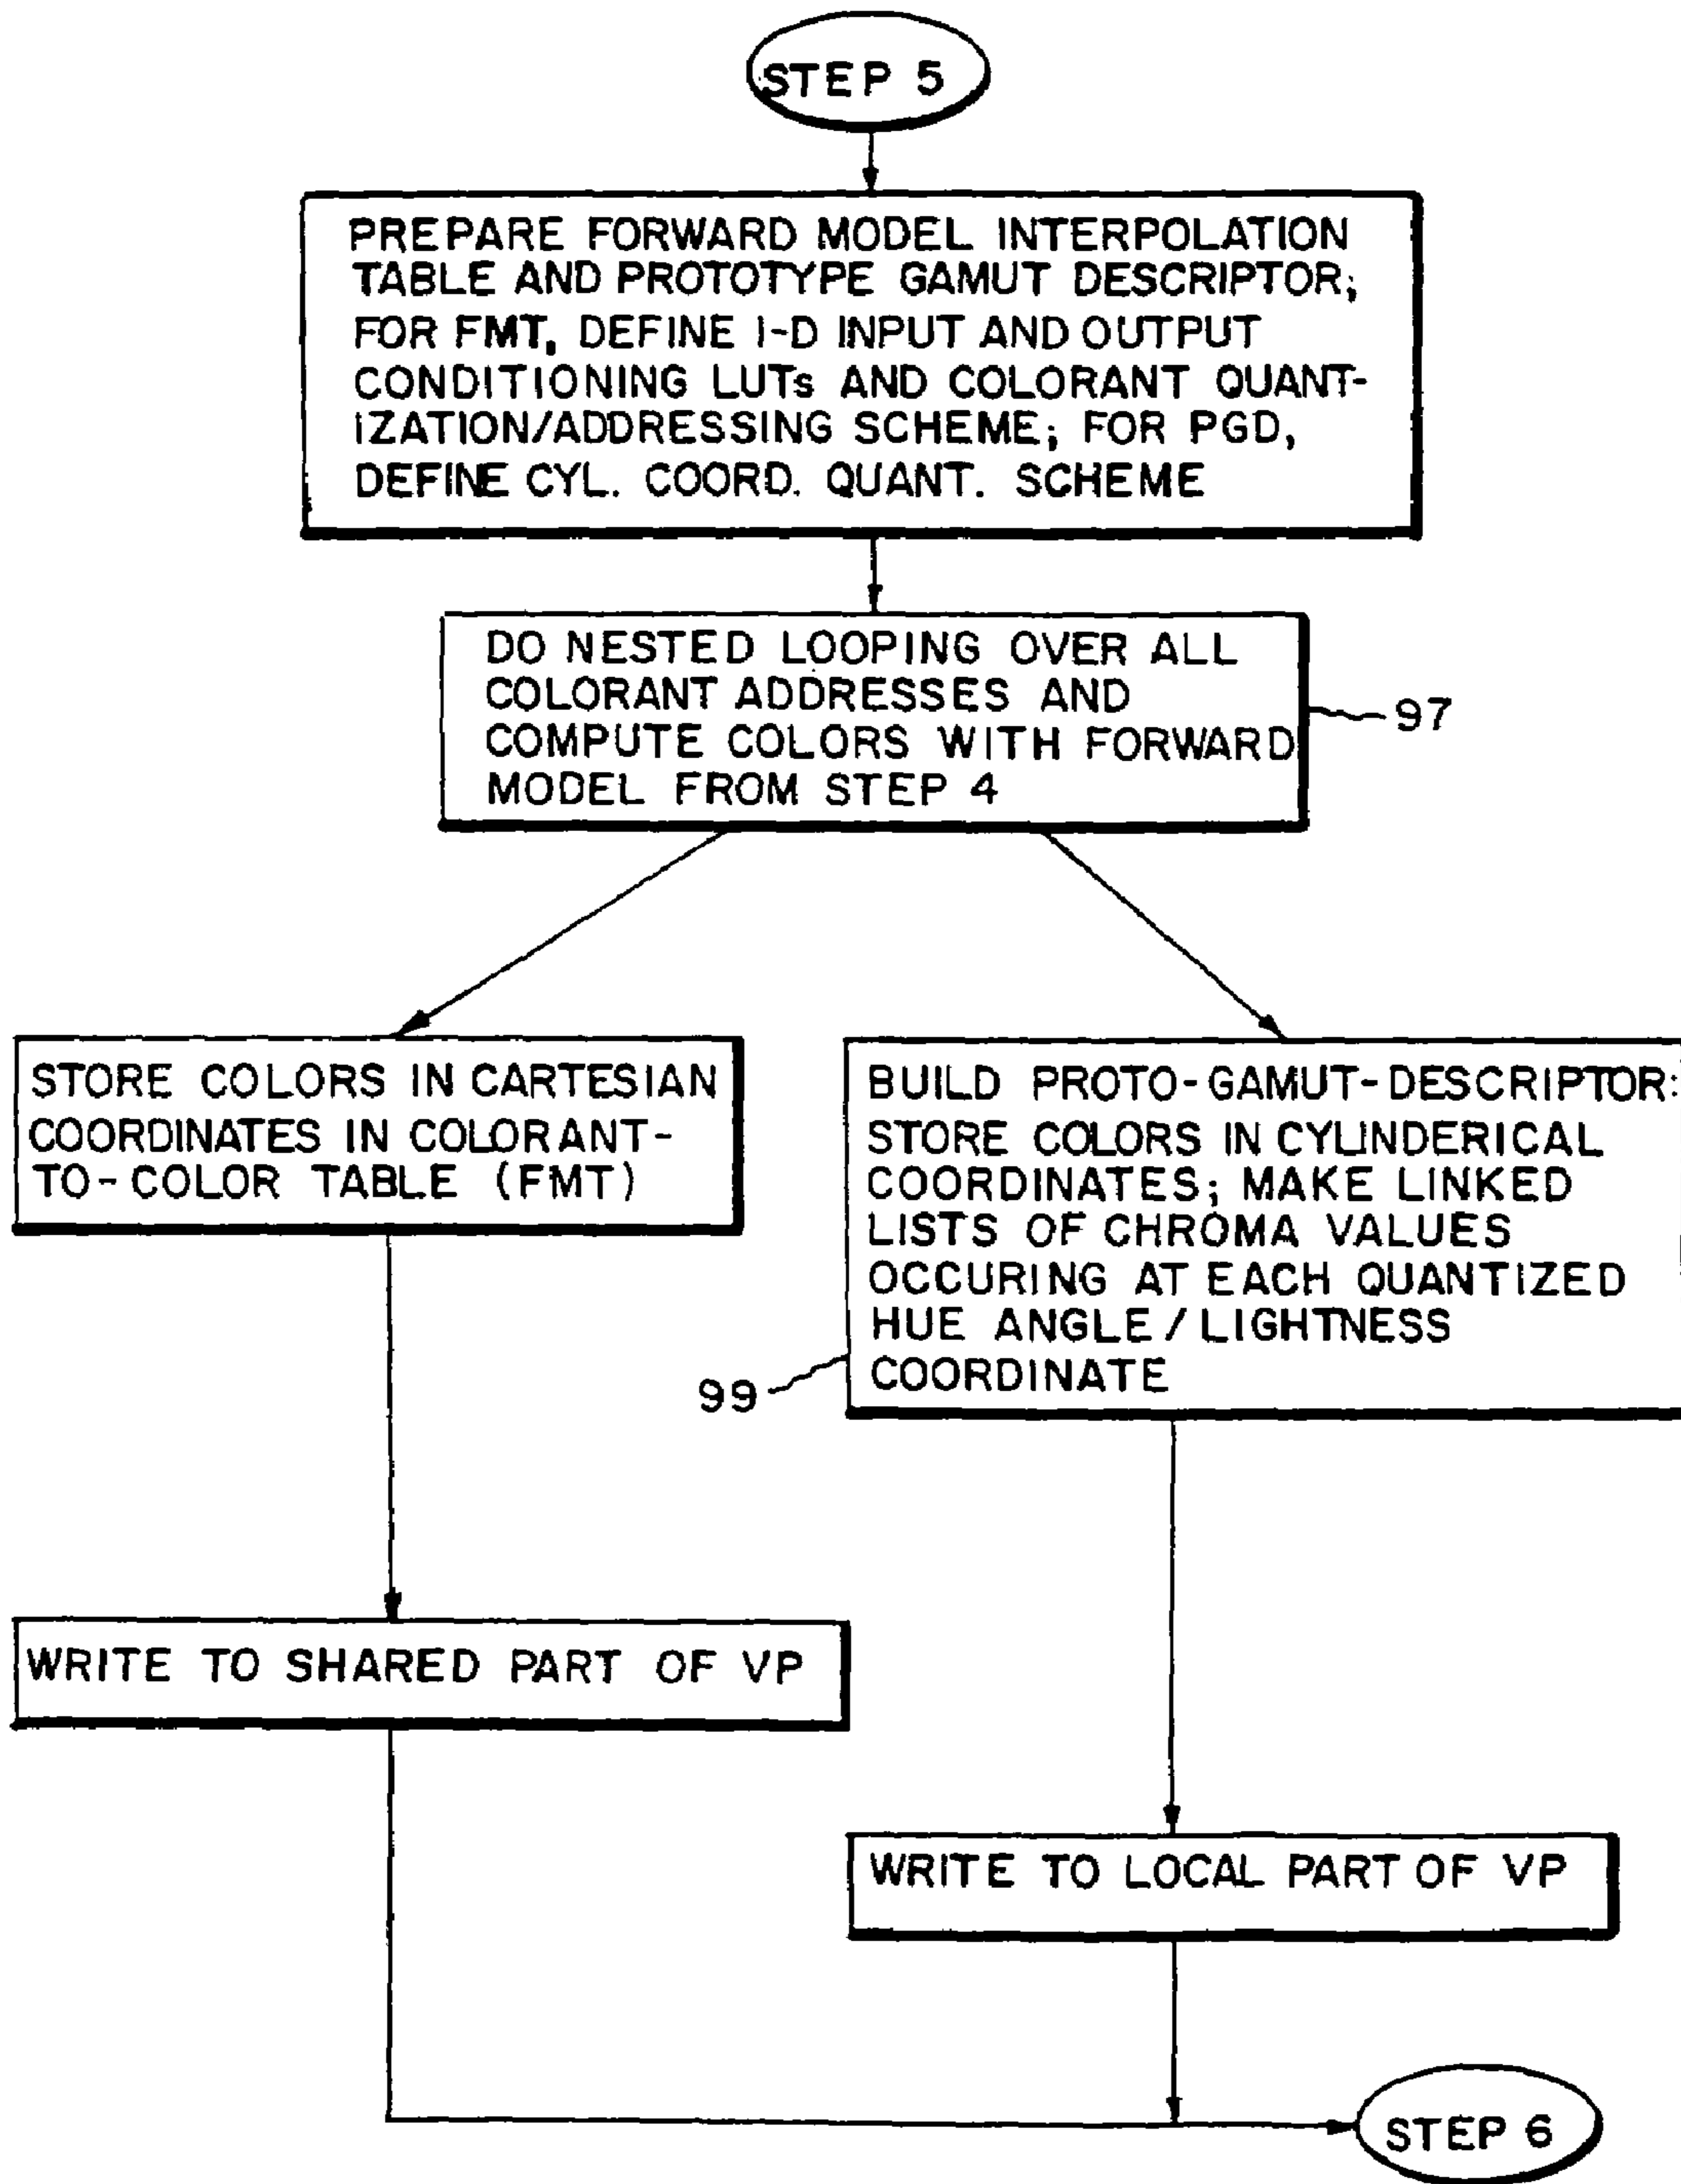 STEP 5
PREPARE FORWARD MODEL INTERPOLATION
TABLE AND PROTOTYPE GAMUT DESCRIPTOR;
FOR FMT, DEFINE 1-D INPUT AND OUTPUT
CONDITIONING LUTs AND COLORANT QUANT-
IZATION/ADDRESSING SCHEME; FOR PGD,
DEFINE CYL. COORD. QUANT. SCHEME
DO NESTED LOOPING OVER ALL
COLORANT ADDRESSES AND
COMPUTE COLORS WITH FORWARD
MODEL FROM STEP 4
97
STORE COLORS IN CARTESIAN
COORDINATES IN COLORANT-
TO-COLOR TABLE (FMT)
BUILD PROTO-GAMUT-DESCRIPTOR:
STORE COLORS IN CYLINDERICAL
COORDINATES; MAKE LINKED
LISTS OF CHROMA VALUES
OCCURING AT EACH QUANTIZED
HUE ANGLE / LIGHTNESS
COORDINATE
99
WRITE TO SHARED PART OF VP
WRITE TO LOCAL PART OF VP
STEP 6